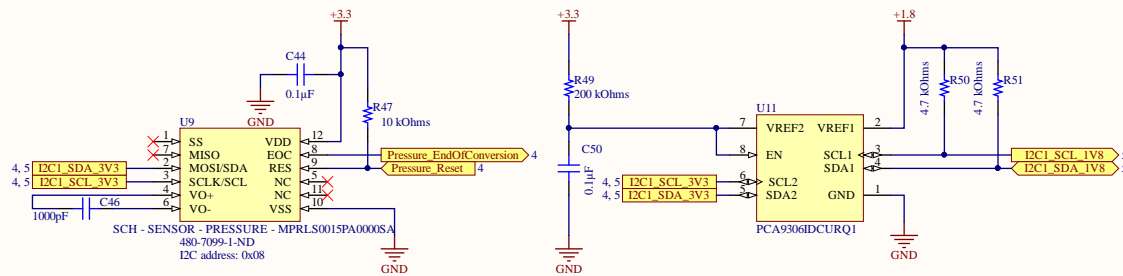 +3.3
C44
0.1µF
GND
R47
10 kOhms
U9
1 SS VDD 12
7 MISO EOC 8 Pressure_EndOfConversion 4
4, 5 I2C1_SDA_3V3 2 MOSI/SDA RES 9 Pressure_Reset 4
4, 5 I2C1_SCL_3V3 3 SCLK/SCL NC 5
4 VO+ NC 11
6 VO- VSS 10
C46
1000pF
SCH - SENSOR - PRESSURE - MPRLS0015PA0000SA
480-7099-1-ND
I2C address: 0x08
GND
+3.3
R49
200 kOhms
C50
0.1µF
GND
+1.8
4.7 kOhms
R50
4.7 kOhms
R51
U11
7 VREF2 VREF1 2
8 EN SCL1 3 I2C1_SCL_1V8
SDA1 4 I2C1_SDA_1V8
4, 5 I2C1_SCL_3V3 6 SCL2
4, 5 I2C1_SDA_3V3 5 SDA2 GND 1
PCA9306IDCURQ1
GND